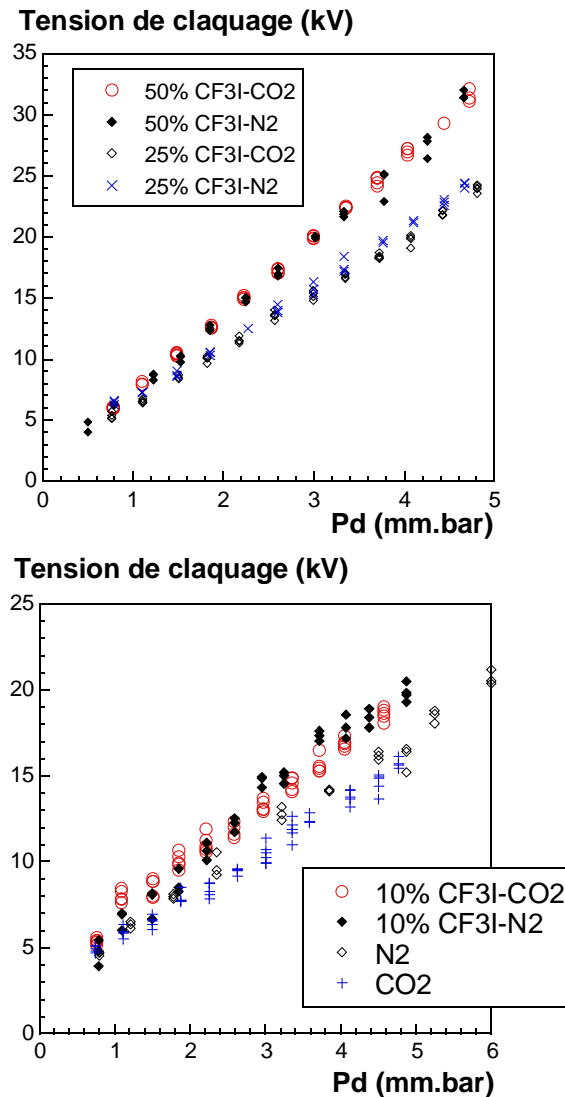 Tension de claquage (kV)
35
30
25
20
15
10
5
0
50% CF3I-CO2
50% CF3I-N2
25% CF3I-CO2
25% CF3I-N2
0 1 2 3 4 5
Pd (mm.bar)
Tension de claquage (kV)
25
20
15
10
5
0
10% CF3I-CO2
10% CF3I-N2
N2
CO2
0 1 2 3 4 5 6
Pd (mm.bar)